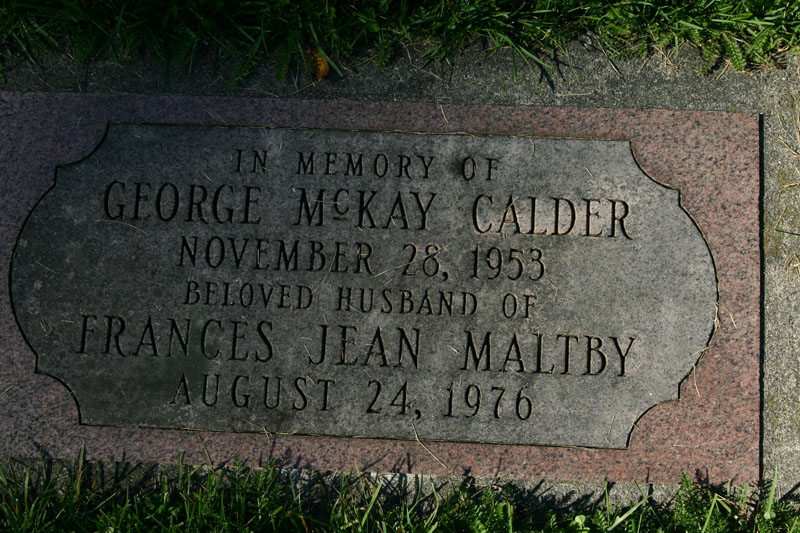 IN MEMORY OF
GEORGE McKAY CALDER
NOVEMBER 28, 1953
BELOVED HUSBAND OF
FRANCES JEAN MALTBY
AUGUST 24, 1976